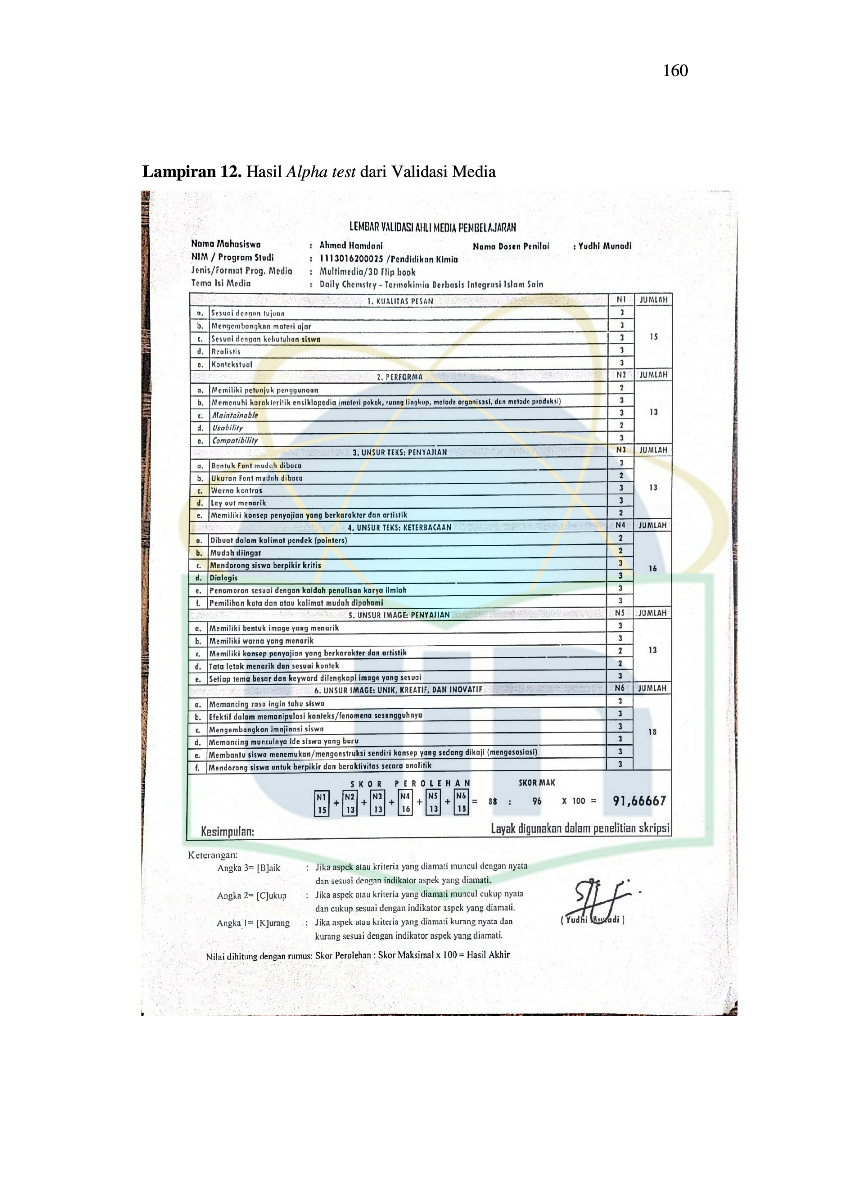 160
Lampiran 12. Hasil Alpha test dari Validasi Media
LEMBAR VALIDASI AHLI MEDIA PEMBELAJARAN
Nama Mahasiswa : Ahmad Hamdani Nama Dosen Penilai : Yudhi Munadi
NIM / Program Studi : 1113016200025 /Pendidikan Kimia
Jenis/Format Prog. Media : Multimedia/3D Flip book
Tema Isi Media : Daily Chemstry - Termokimia Berbasis Integrasi Islam Sain
1. KUALITAS PESAN N1 JUMLAH
a. Sesuai dengan tujuan 3
b. Mengembangkan materi ajar 3
c. Sesuai dengan kebutuhan siswa 3 15
d. Realistis 3
e. Kontekstual 3
2. PERFORMA N2 JUMLAH
a. Memiliki petunjuk penggunaan 2
b. Memenuhi karakteritik ensiklopedia (materi pokok, ruang lingkup, metode organisasi, dan metode produksi) 3
c. Maintainable 3 13
d. Usability 2
e. Compatibility 3
3. UNSUR TEKS: PENYAJIAN N3 JUMLAH
a. Bentuk Font mudah dibaca 3
b. Ukuran Font mudah dibaca 2
c. Warna kontras 3 13
d. Lay out menarik 3
e. Memiliki konsep penyajian yang berkarakter dan artistik 2
4. UNSUR TEKS: KETERBACAAN N4 JUMLAH
a. Dibuat dalam kalimat pendek (pointers) 2
b. Mudah diingat 2
c. Mendorong siswa berpikir kritis 3 16
d. Dialogis 3
e. Penomoran sesuai dengan kaidah penulisan karya ilmiah 3
f. Pemilihan kata dan atau kalimat mudah dipahami 3
5. UNSUR IMAGE: PENYAJIAN N5 JUMLAH
a. Memiliki bentuk image yang menarik 3
b. Memiliki warna yang menarik 3
c. Memiliki konsep penyajian yang berkarakter dan artistik 2 13
d. Tata letak menarik dan sesuai kontek 2
e. Setiap tema besar dan keyword dilengkapi image yang sesuai 3
6. UNSUR IMAGE: UNIK, KREATIF, DAN INOVATIF N6 JUMLAH
a. Memancing rasa ingin tahu siswa 3
b. Efektif dalam memanipulasi konteks/fenomena sesungguhnya 3
c. Mengembangkan imajinasi siswa 3 18
d. Memancing munculnya ide siswa yang baru 3
e. Membantu siswa menemukan/mengonstruksi sendiri konsep yang sedang dikaji (mengasosiasi) 3
f. Mendorong siswa untuk berpikir dan beraktivitas secara analitik 3
SKOR PEROLEHAN SKOR MAK
N1 + N2 + N3 + N4 + N5 + N6 = 88 : 96 X 100 = 91,66667
15 13 13 16 13 18
Kesimpulan: Layak digunakan dalam penelitian skripsi
Keterangan:
Angka 3= [B]aik : Jika aspek atau kriteria yang diamati muncul dengan nyata
dan sesuai dengan indikator aspek yang diamati.
Angka 2= [C]ukup : Jika aspek atau kriteria yang diamati muncul cukup nyata
dan cukup sesuai dengan indikator aspek yang diamati.
Angka 1= [K]urang : Jika aspek atau kriteria yang diamati kurang nyata dan
kurang sesuai dengan indikator aspek yang diamati.
( Yudhi Munadi )
Nilai dihitung dengan rumus: Skor Perolehan : Skor Maksimal x 100 = Hasil Akhir